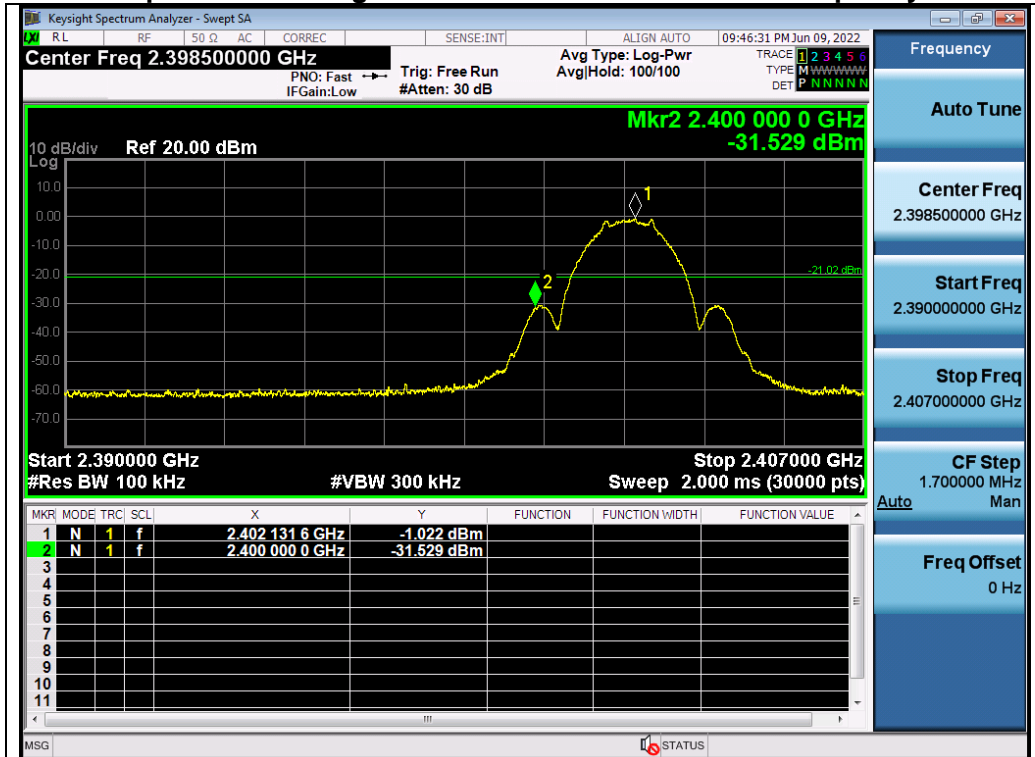 Keysight Spectrum Analyzer - Swept SA
LXI RL RF 50 Ω AC CORREC SENSE:INT ALIGN AUTO 09:46:31 PM Jun 09, 2022
Center Freq 2.398500000 GHz
PNO: Fast
IFGain:Low
Trig: Free Run
#Atten: 30 dB
Avg Type: Log-Pwr
Avg|Hold: 100/100
TRACE 1 2 3 4 5 6
TYPE M WWWWW
DET P N N N N N
Mkr2 2.400 000 0 GHz
-31.529 dBm
10 dB/div Ref 20.00 dBm
Log
10.0
0.00
-10.0
-20.0
-30.0
-40.0
-50.0
-60.0
-70.0
1
2
-21.02 dBm
Start 2.390000 GHz Stop 2.407000 GHz
#Res BW 100 kHz #VBW 300 kHz Sweep 2.000 ms (30000 pts)
MKR MODE TRC SCL X Y FUNCTION FUNCTION WIDTH FUNCTION VALUE
1 N 1 f 2.402 131 6 GHz -1.022 dBm
2 N 1 f 2.400 000 0 GHz -31.529 dBm
3
4
5
6
7
8
9
10
11
MSG STATUS
Frequency
Auto Tune
Center Freq
2.398500000 GHz
Start Freq
2.390000000 GHz
Stop Freq
2.407000000 GHz
CF Step
1.700000 MHz
Auto Man
Freq Offset
0 Hz